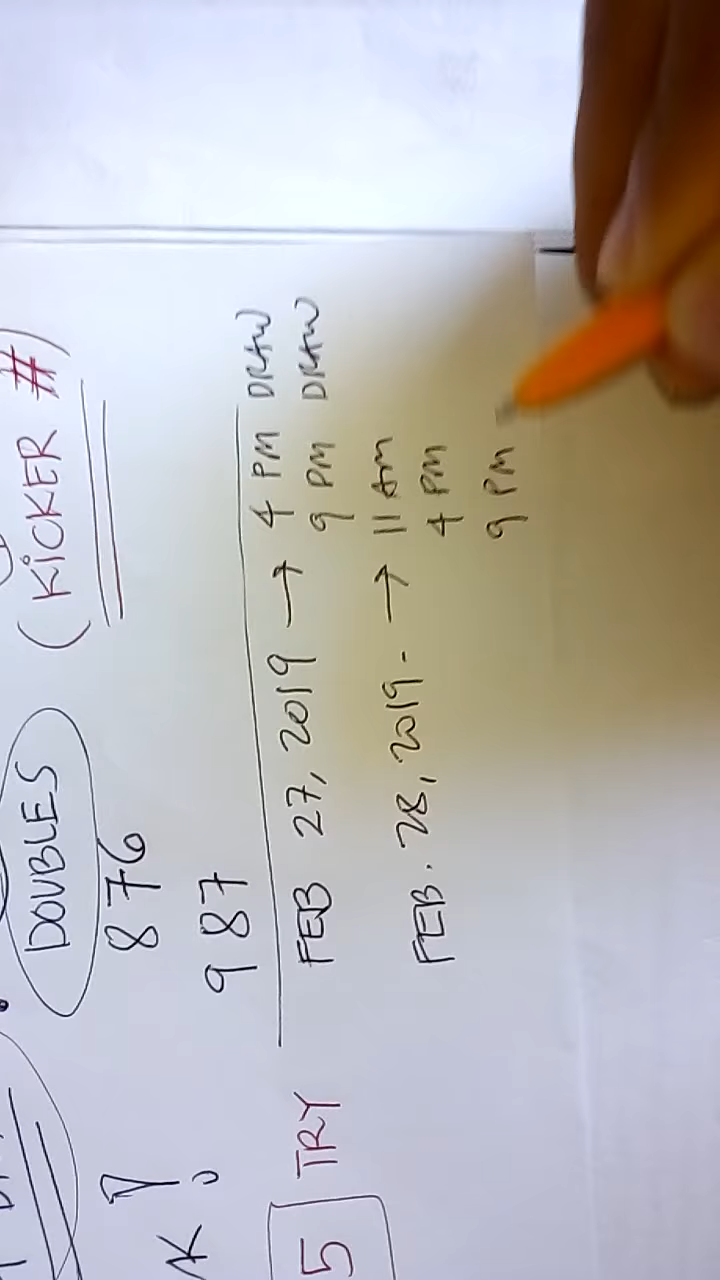 DOUBLES (KICKER #)
876
987
5 TRY
FEB 27, 2019 → 4 PM DRAW
9 PM DRAW
FEB. 28, 2019. → 11 AM
4 PM
9 PM